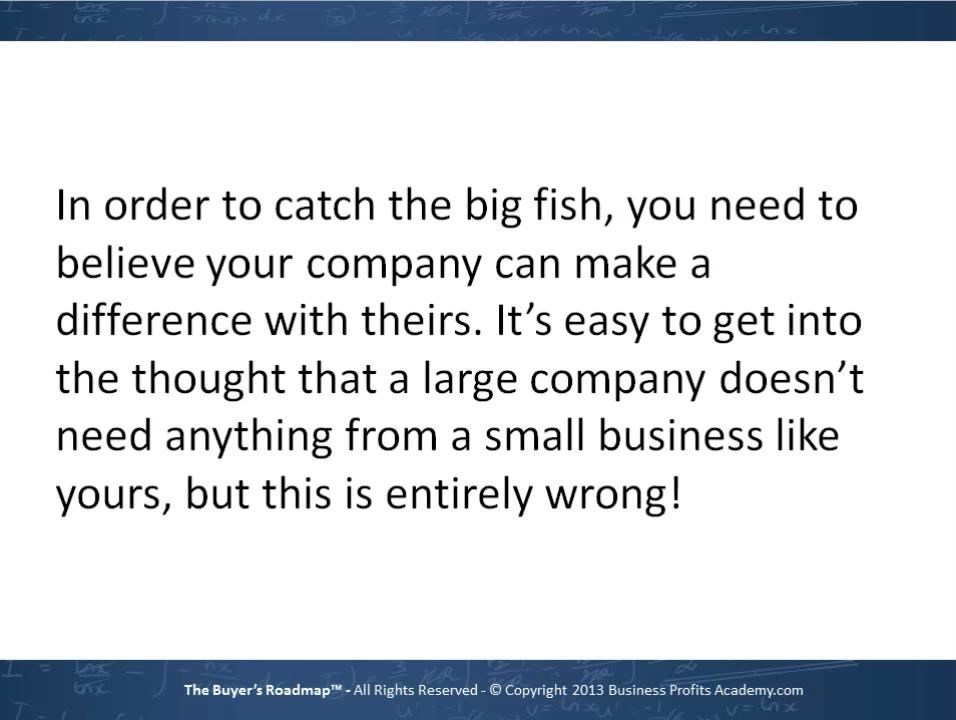 In order to catch the big fish, you need to
believe your company can make a
difference with theirs. It’s easy to get into
the thought that a large company doesn’t
need anything from a small business like
yours, but this is entirely wrong!
The Buyer’s Roadmap™ - All Rights Reserved - © Copyright 2013 Business Profits Academy.com